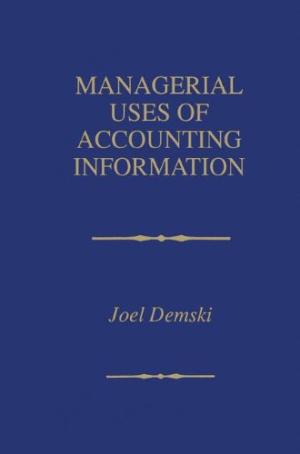 MANAGERIAL
USES OF
ACCOUNTING
INFORMATION
Joel Demski